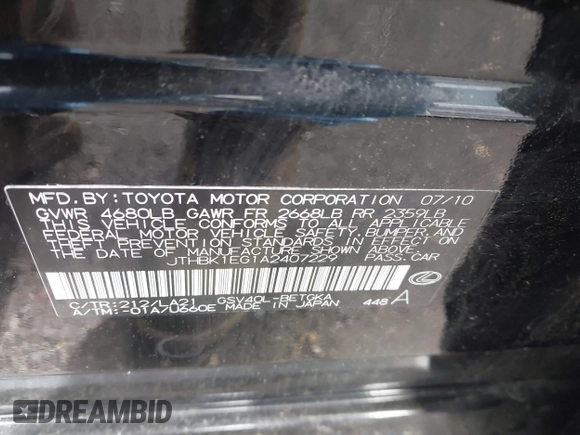 MFD. BY: TOYOTA MOTOR CORPORATION 07/10
GVWR 4680LB GAWR FR 2668LB RR 2359LB
THIS VEHICLE CONFORMS TO ALL APPLICABLE
FEDERAL MOTOR VEHICLE SAFETY, BUMPER, AND
THEFT PREVENTION STANDARDS IN EFFECT ON
THE DATE OF MANUFACTURE SHOWN ABOVE.
JTHBK1EG1A2407229 PASS. CAR
C/TR: 212/LA21 GSV40L-BETGKA
A/TM: -01A/U660E MADE IN JAPAN 448 A
DREAMBID